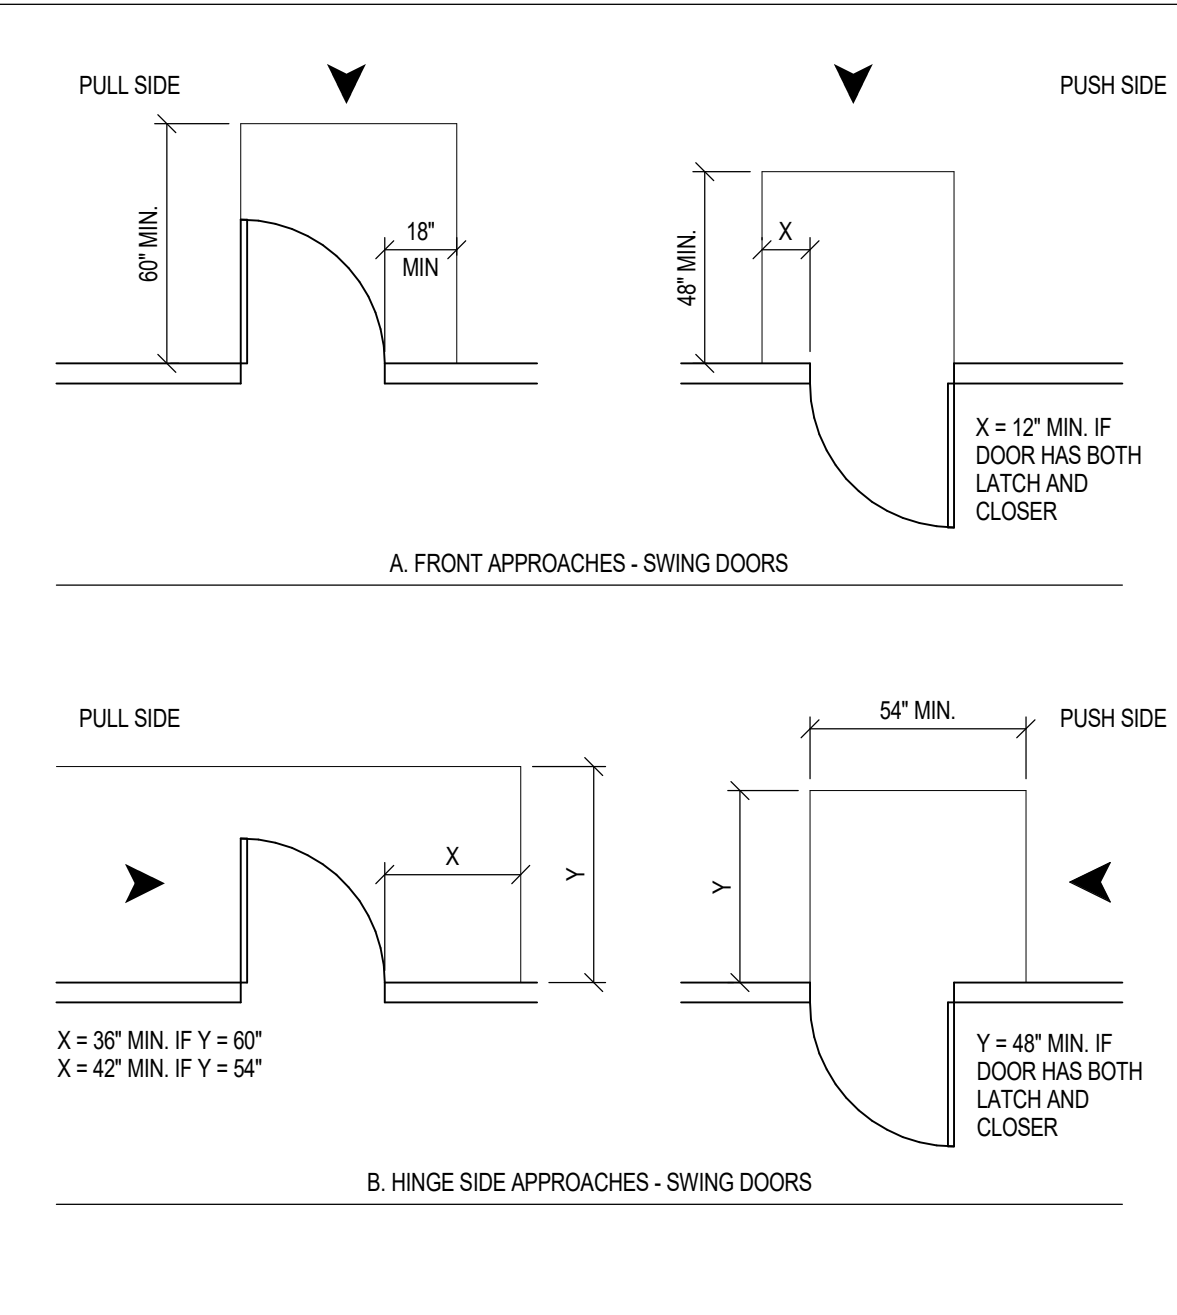 PULL SIDE
PUSH SIDE
60" MIN.
18"
MIN
48" MIN.
X
X = 12" MIN. IF
DOOR HAS BOTH
LATCH AND
CLOSER
A. FRONT APPROACHES - SWING DOORS
PULL SIDE
54" MIN.
PUSH SIDE
X
Y
Y
X = 36" MIN. IF Y = 60"
X = 42" MIN. IF Y = 54"
Y = 48" MIN. IF
DOOR HAS BOTH
LATCH AND
CLOSER
B. HINGE SIDE APPROACHES - SWING DOORS